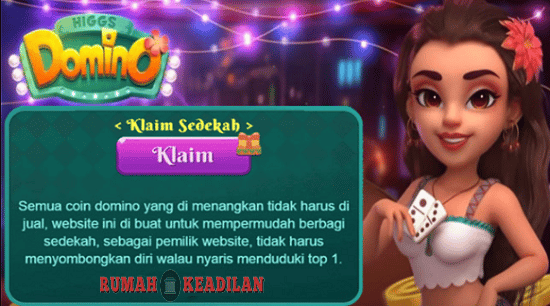 HIGGS
DOMINO
< Klaim Sedekah >
Klaim
Semua coin domino yang di menangkan tidak harus di
jual, website ini di buat untuk mempermudah berbagi
sedekah, sebagai pemilik website, tidak harus
menyombongkan diri walau nyaris menduduki top 1.
RUMAH KEADILAN